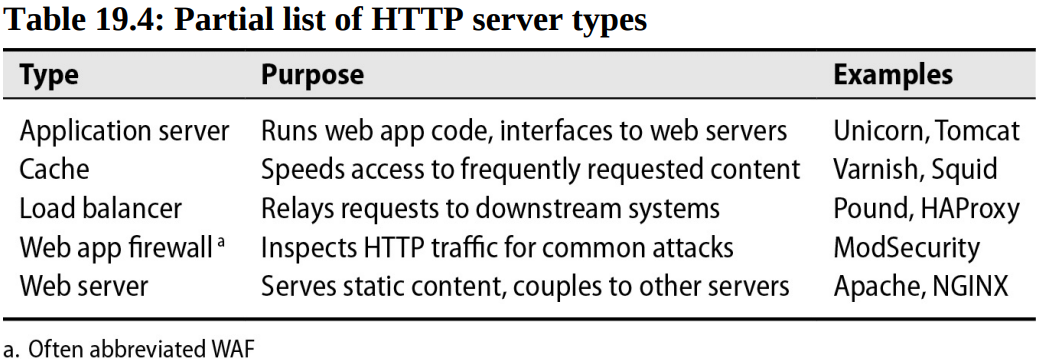 Table 19.4: Partial list of HTTP server types
Type Purpose Examples
Application server Runs web app code, interfaces to web servers Unicorn, Tomcat
Cache Speeds access to frequently requested content Varnish, Squid
Load balancer Relays requests to downstream systems Pound, HAProxy
Web app firewall a Inspects HTTP traffic for common attacks ModSecurity
Web server Serves static content, couples to other servers Apache, NGINX
a. Often abbreviated WAF